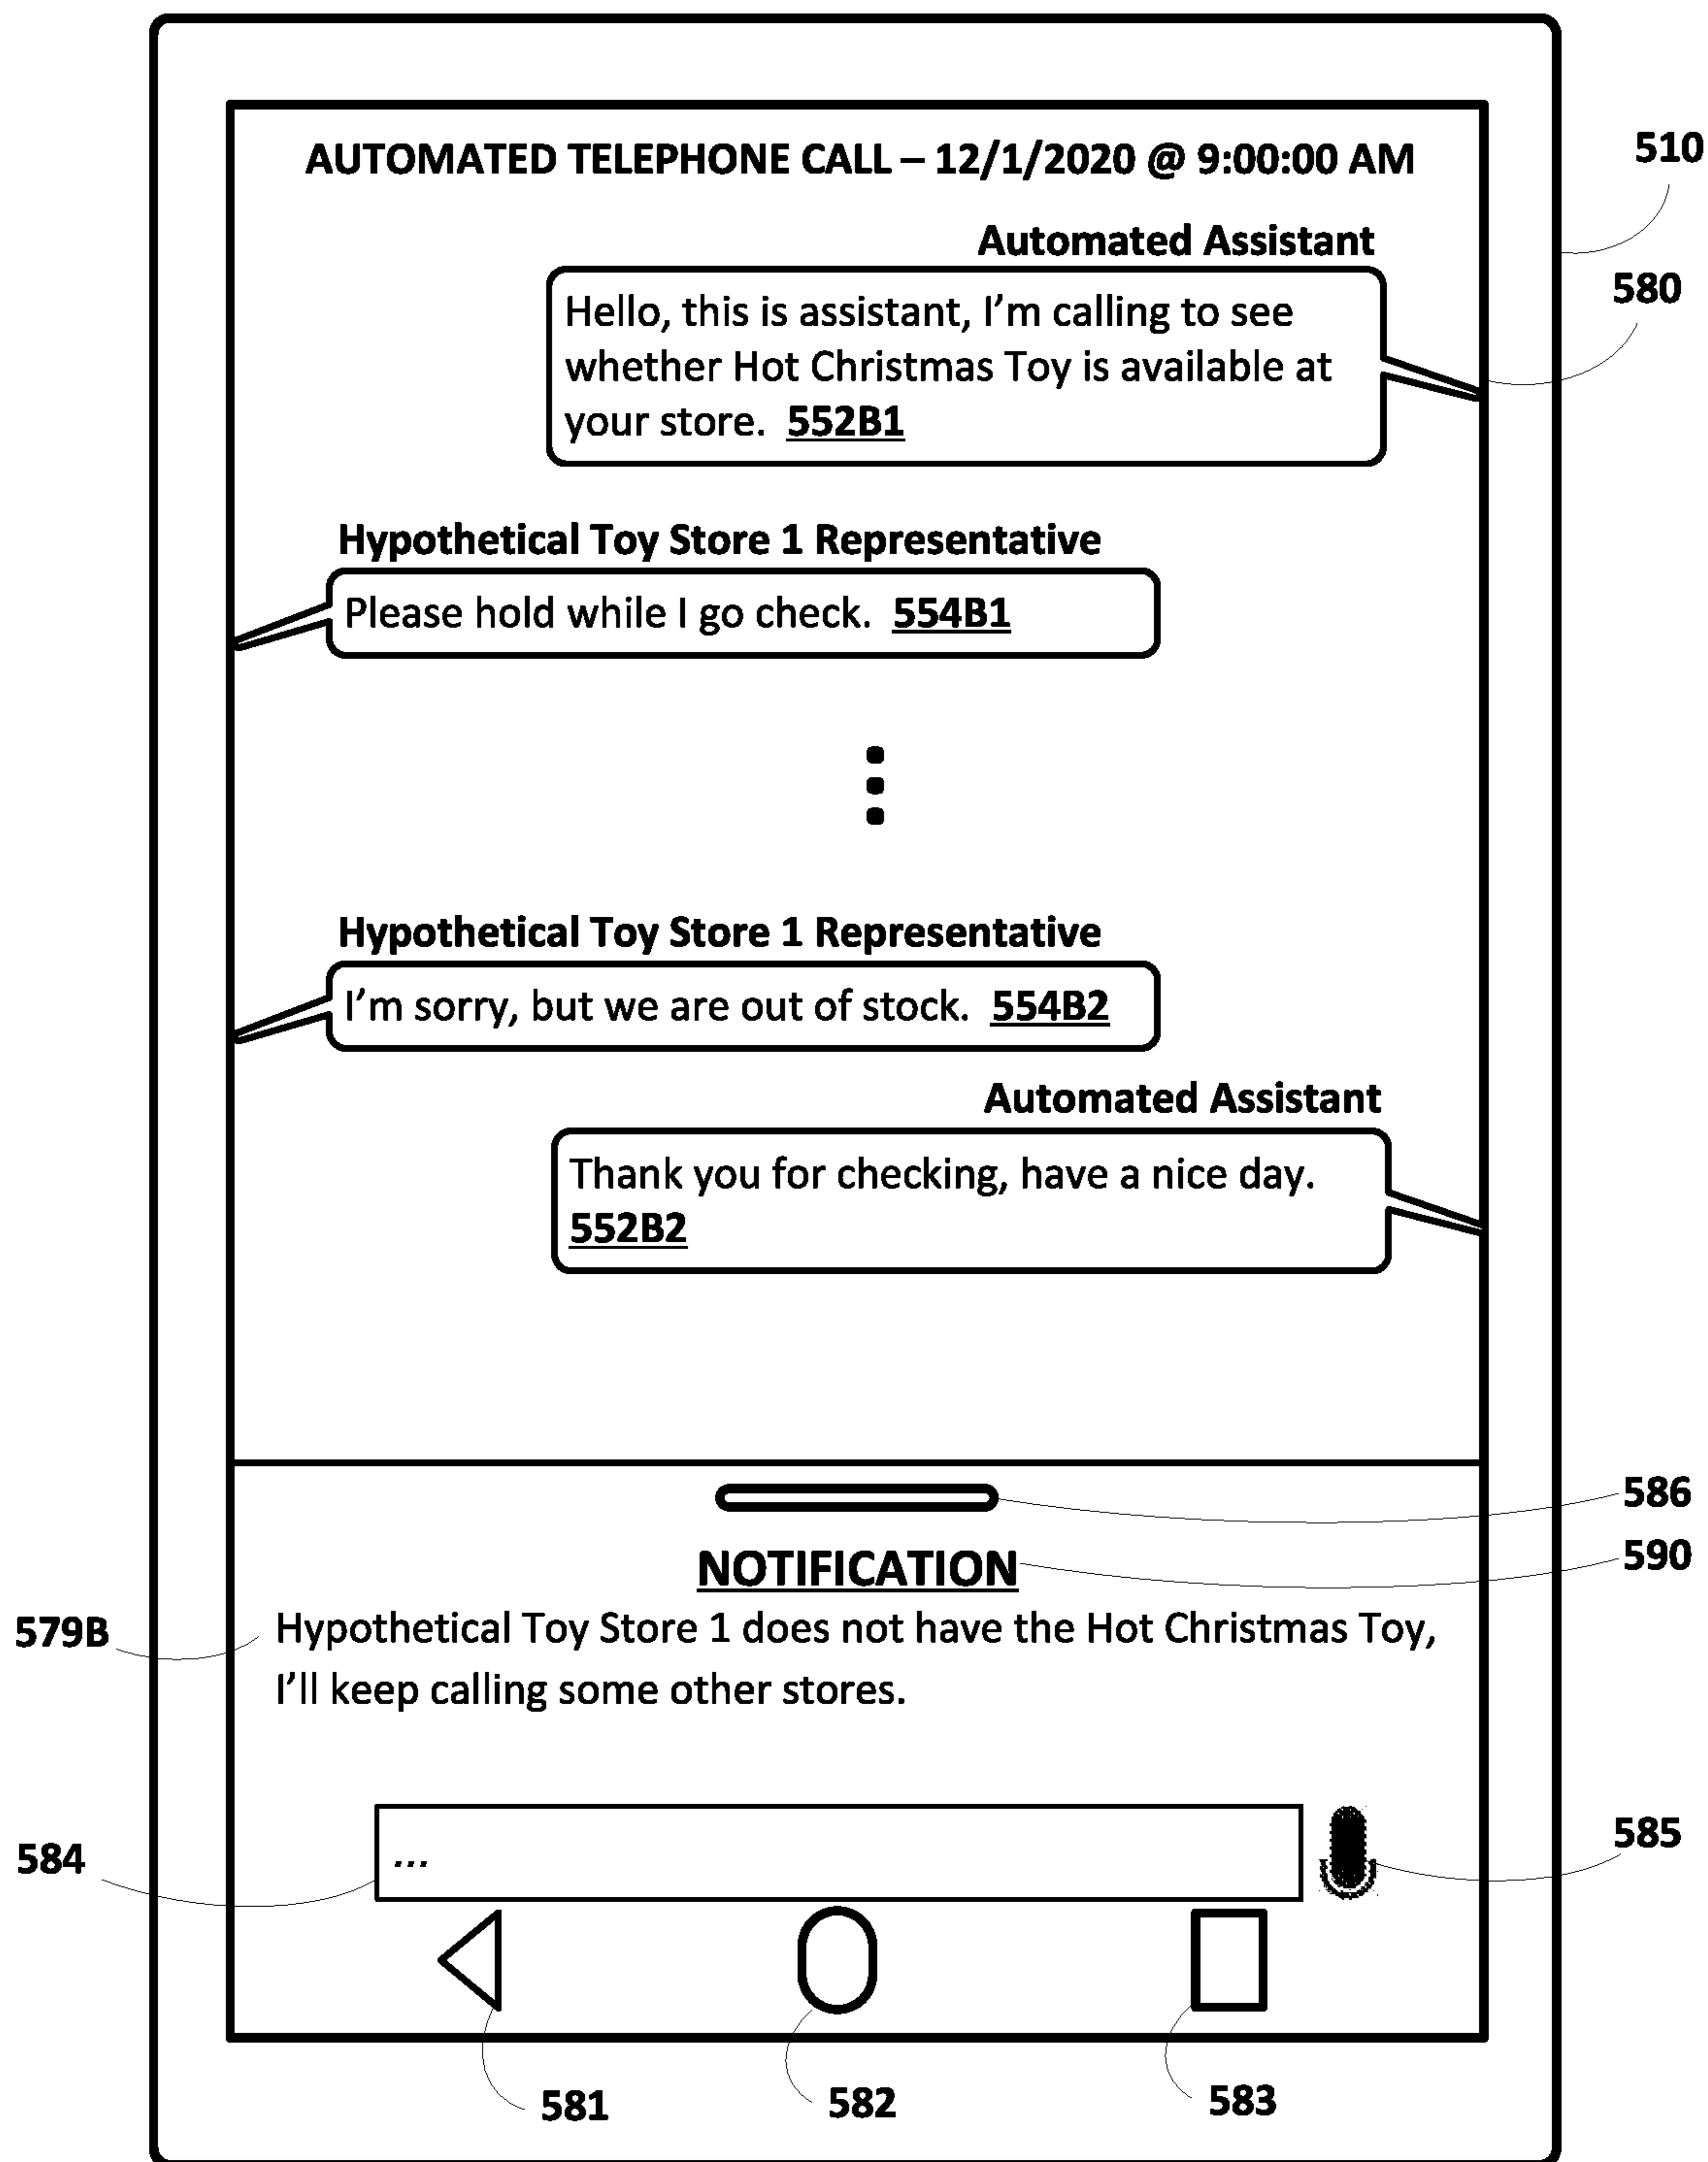 AUTOMATED TELEPHONE CALL – 12/1/2020 @ 9:00:00 AM
510
Automated Assistant
580
Hello, this is assistant, I'm calling to see
whether Hot Christmas Toy is available at
your store. 552B1
Hypothetical Toy Store 1 Representative
Please hold while I go check. 554B1
Hypothetical Toy Store 1 Representative
I'm sorry, but we are out of stock. 554B2
Automated Assistant
Thank you for checking, have a nice day.
552B2
586
NOTIFICATION
590
579B
Hypothetical Toy Store 1 does not have the Hot Christmas Toy,
I'll keep calling some other stores.
584
...
585
581
582
583